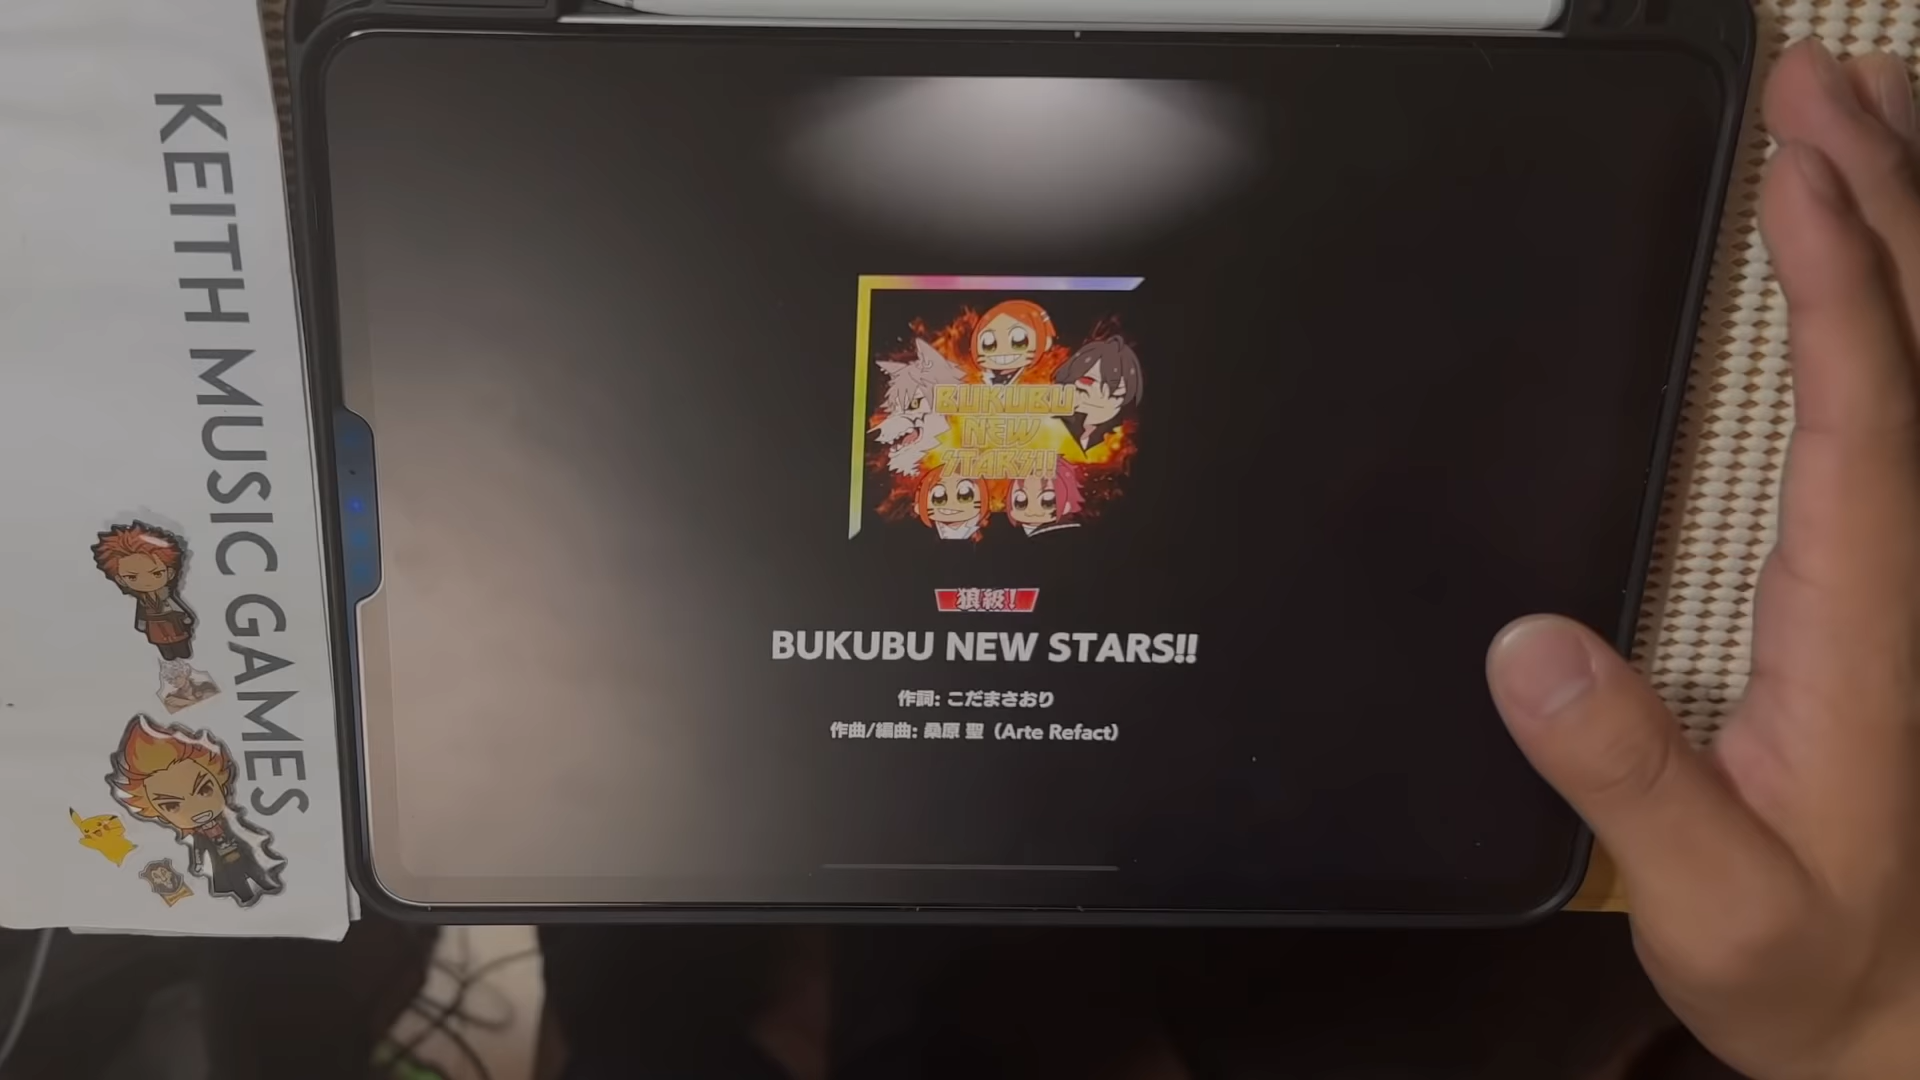 KEITH MUSIC GAMES
BUKUBU
NEW
STARS!!
狼級!
BUKUBU NEW STARS!!
作詞: こだまさおり
作曲/編曲: 桑原 聖 (Arte Refact)